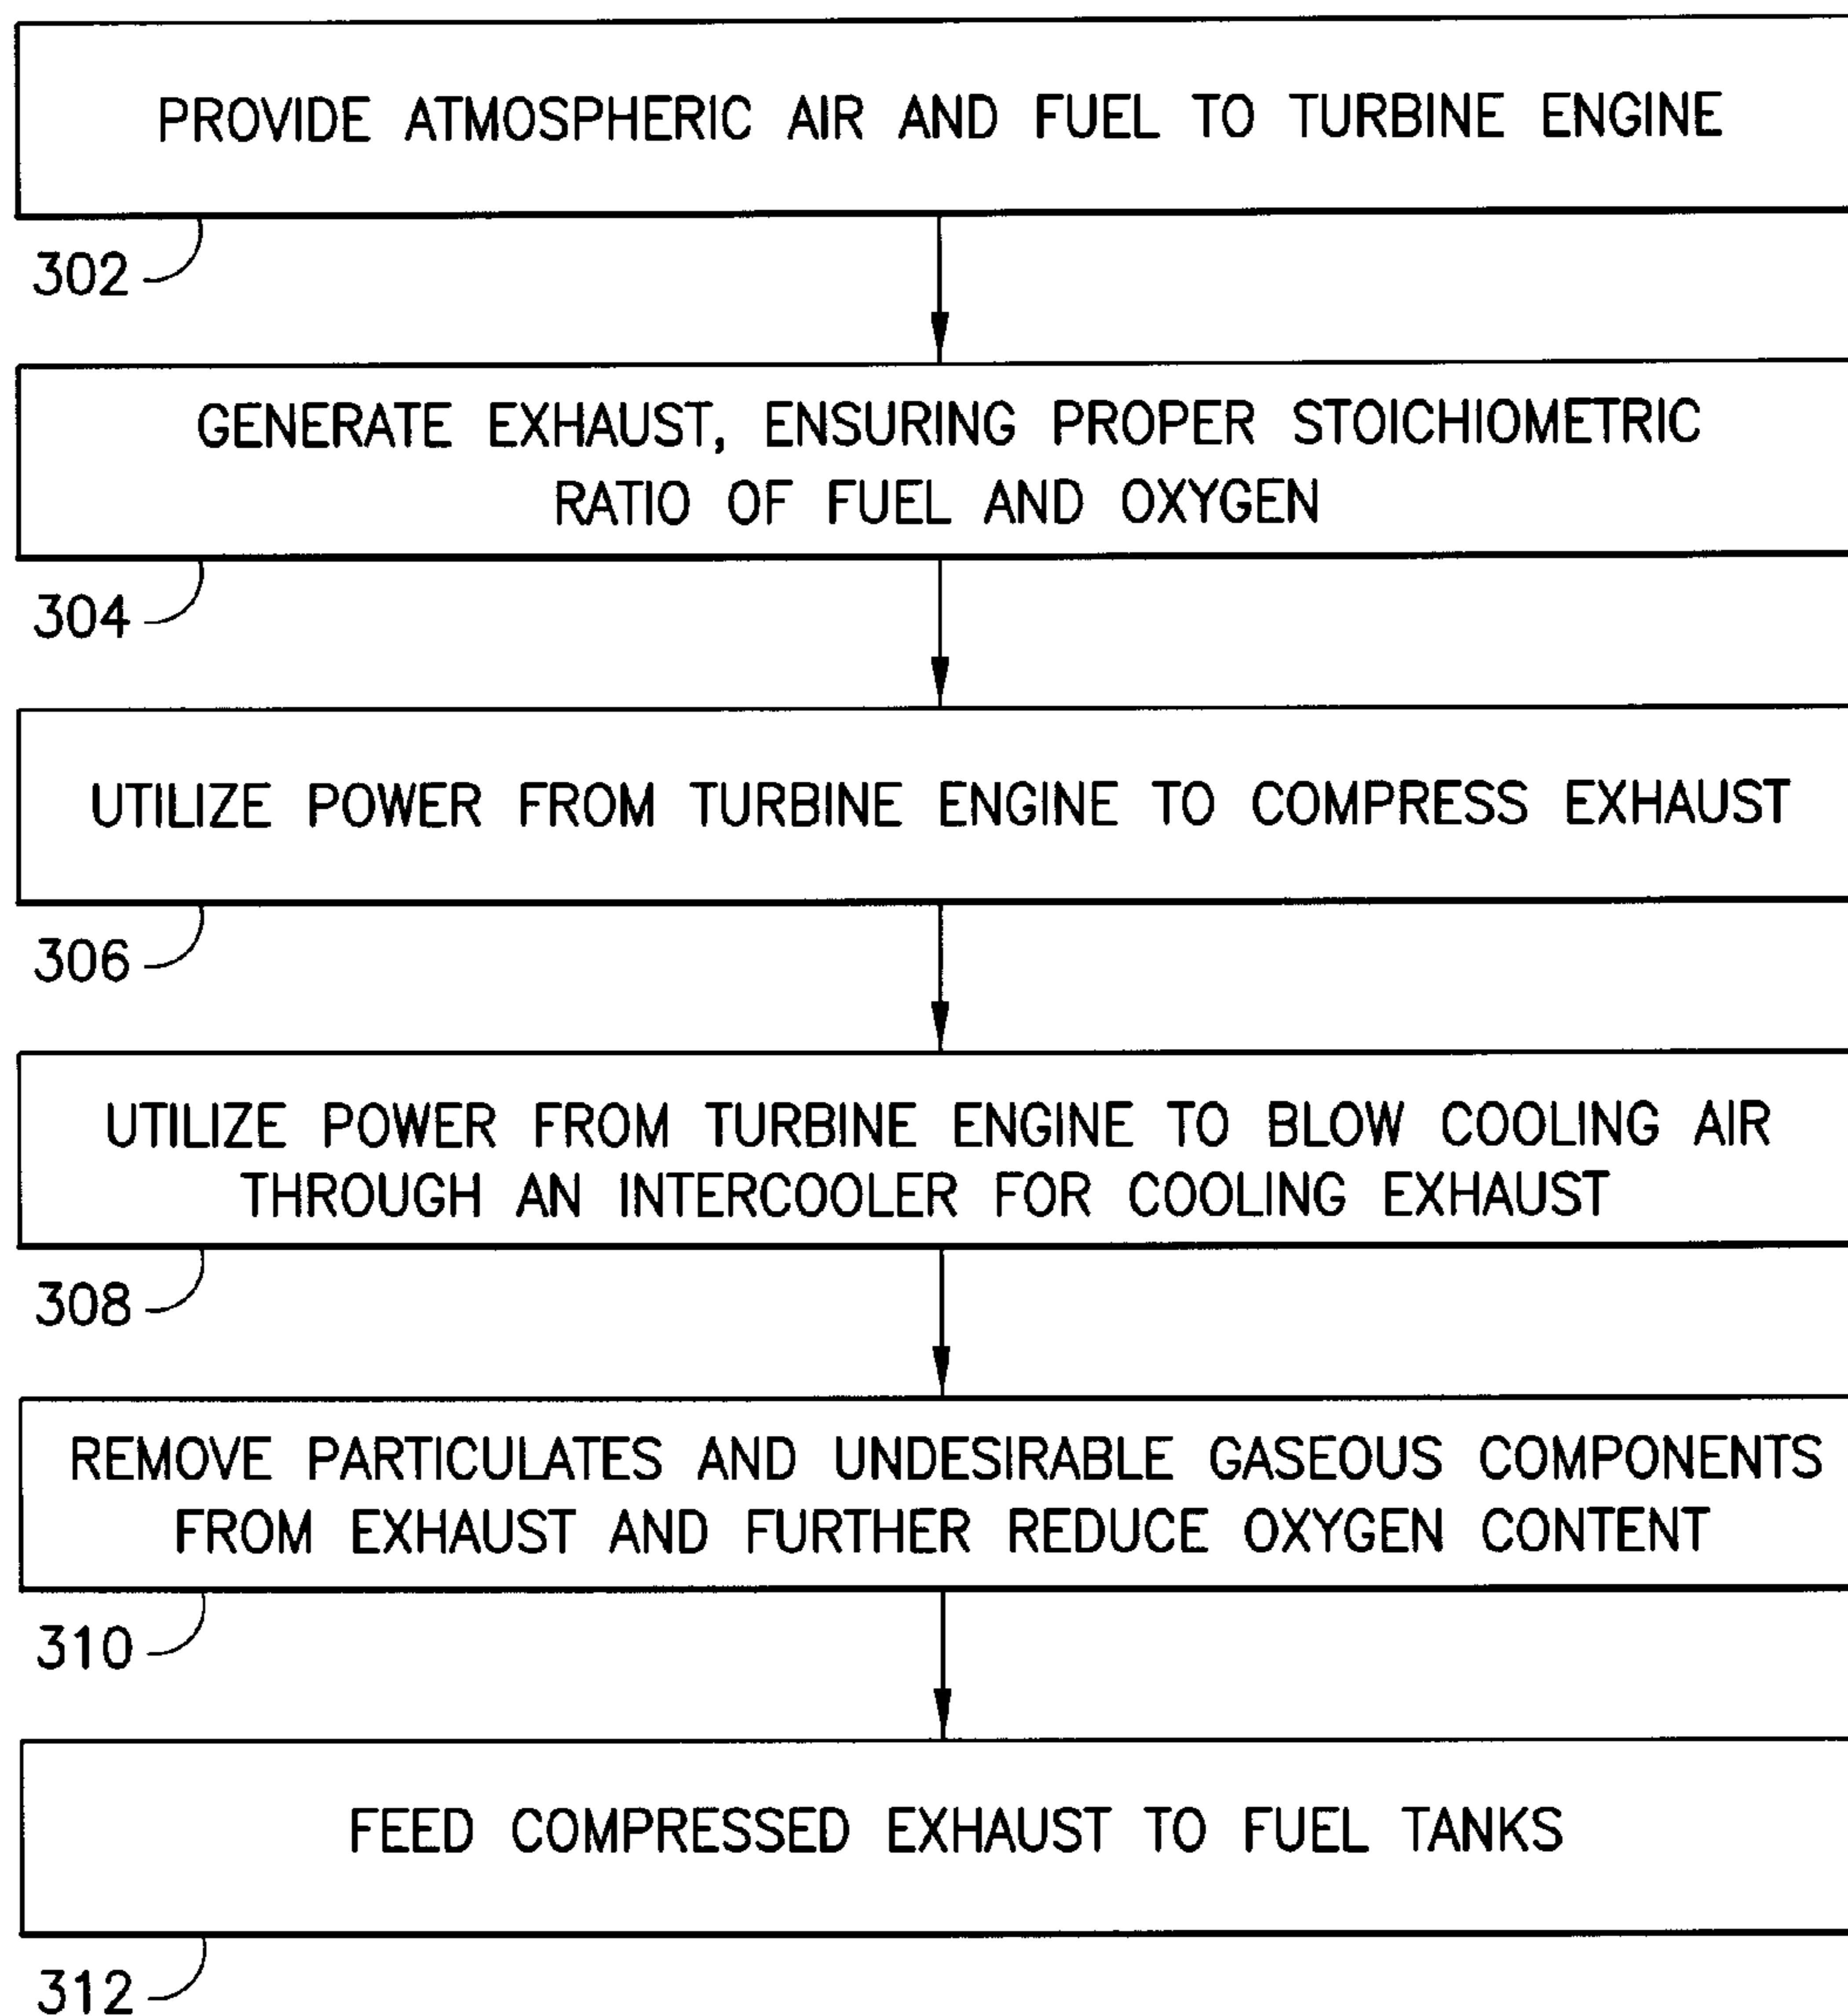 PROVIDE ATMOSPHERIC AIR AND FUEL TO TURBINE ENGINE
302
GENERATE EXHAUST, ENSURING PROPER STOICHIOMETRIC
RATIO OF FUEL AND OXYGEN
304
UTILIZE POWER FROM TURBINE ENGINE TO COMPRESS EXHAUST
306
UTILIZE POWER FROM TURBINE ENGINE TO BLOW COOLING AIR
THROUGH AN INTERCOOLER FOR COOLING EXHAUST
308
REMOVE PARTICULATES AND UNDESIRABLE GASEOUS COMPONENTS
FROM EXHAUST AND FURTHER REDUCE OXYGEN CONTENT
310
FEED COMPRESSED EXHAUST TO FUEL TANKS
312